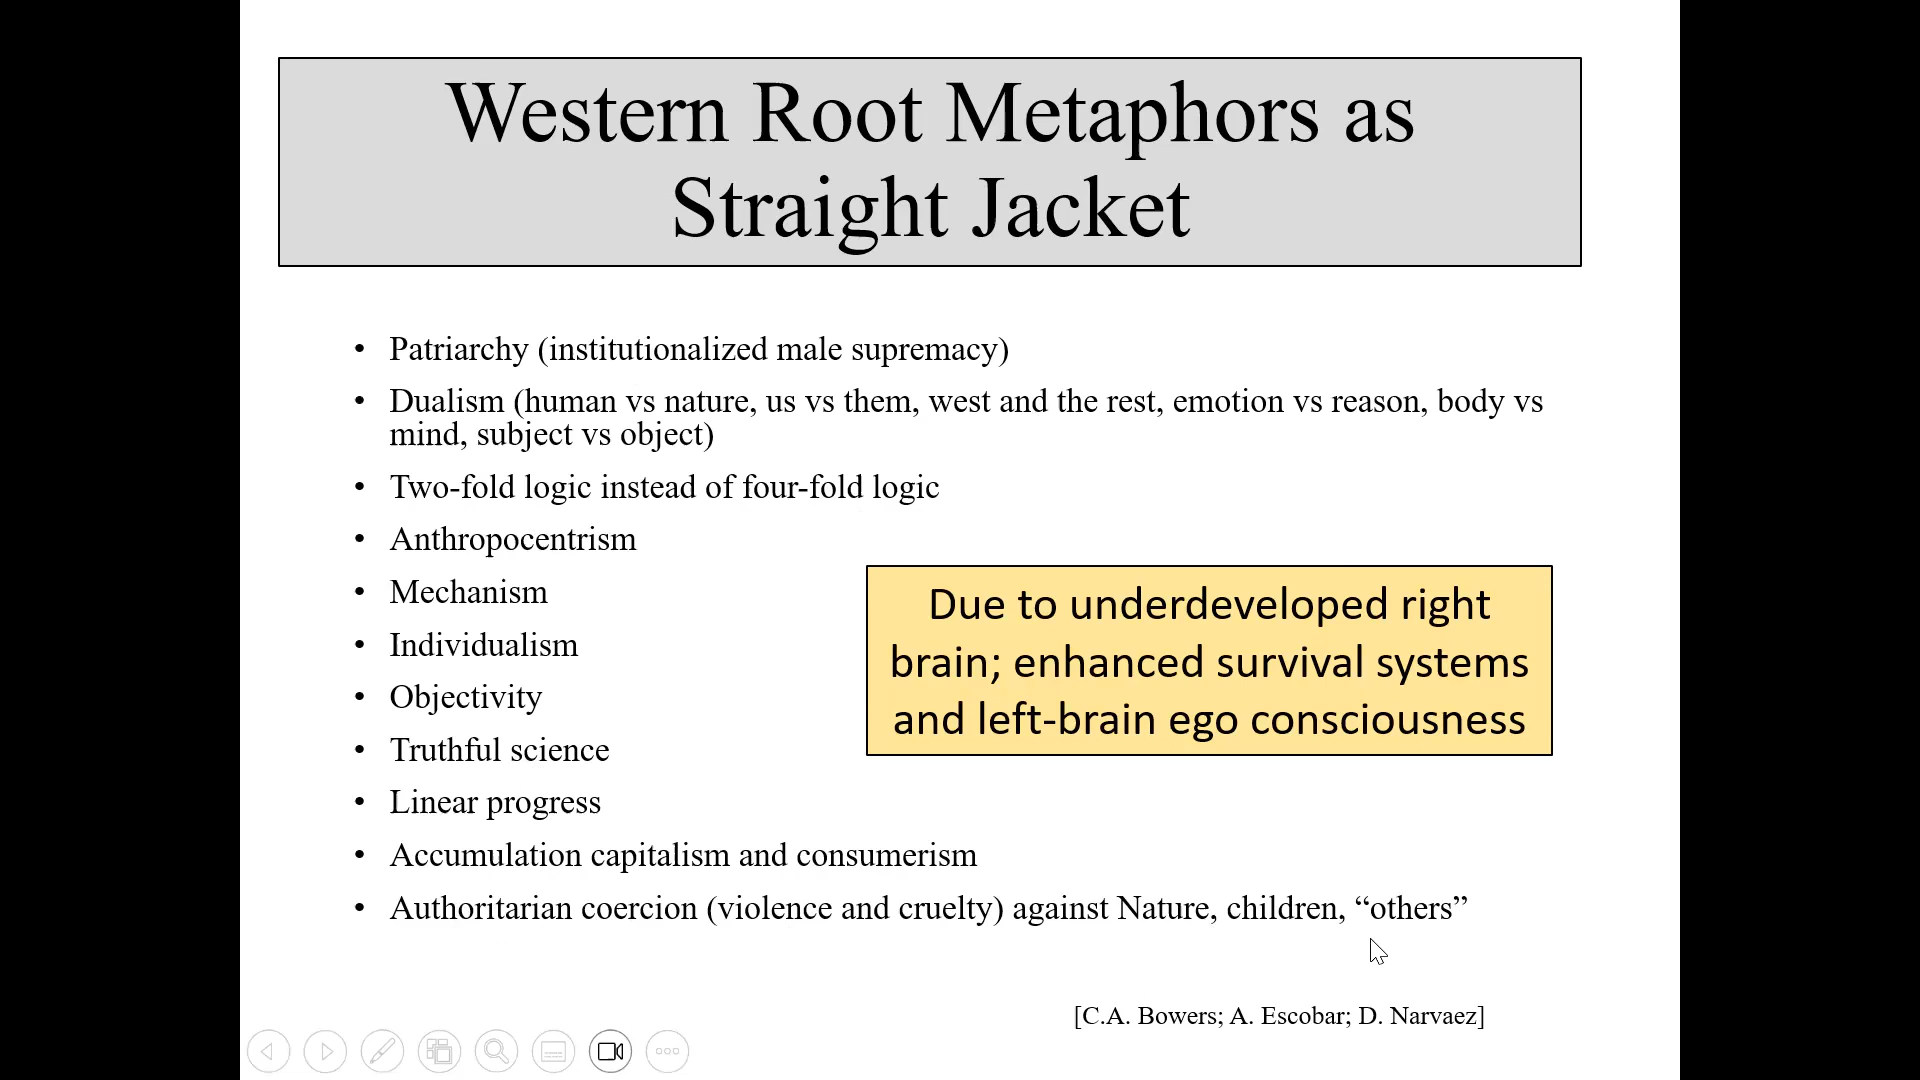 Western Root Metaphors as
Straight Jacket
• Patriarchy (institutionalized male supremacy)
• Dualism (human vs nature, us vs them, west and the rest, emotion vs reason, body vs
mind, subject vs object)
• Two-fold logic instead of four-fold logic
• Anthropocentrism
• Mechanism
• Individualism
• Objectivity
• Truthful science
• Linear progress
• Accumulation capitalism and consumerism
• Authoritarian coercion (violence and cruelty) against Nature, children, “others”
Due to underdeveloped right
brain; enhanced survival systems
and left-brain ego consciousness
[C.A. Bowers; A. Escobar; D. Narvaez]